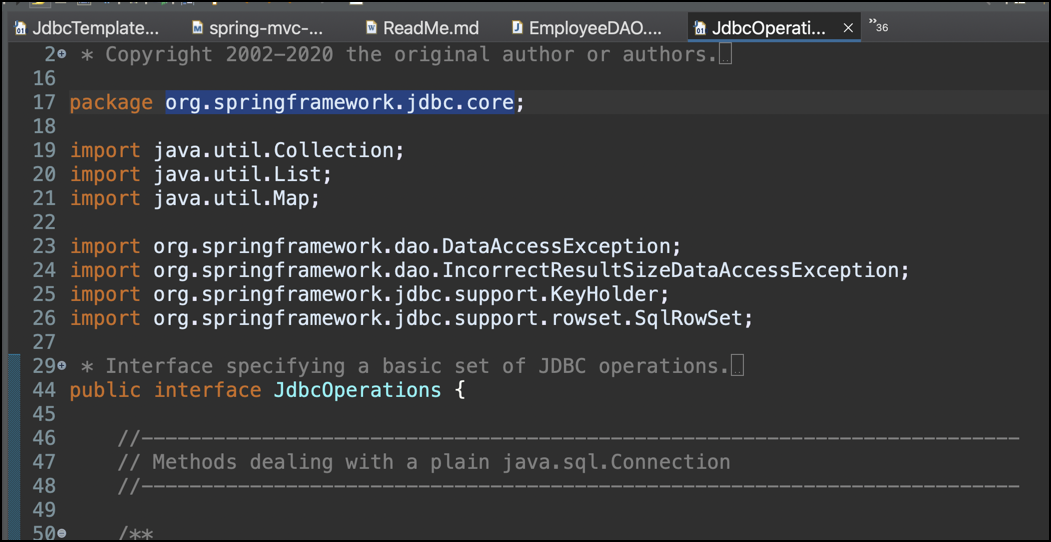 JdbcTemplate... spring-mvc-... ReadMe.md EmployeeDAO.... JdbcOperati... × »36
2 * Copyright 2002-2020 the original author or authors.
16
17 package org.springframework.jdbc.core;
18
19 import java.util.Collection;
20 import java.util.List;
21 import java.util.Map;
22
23 import org.springframework.dao.DataAccessException;
24 import org.springframework.dao.IncorrectResultSizeDataAccessException;
25 import org.springframework.jdbc.support.KeyHolder;
26 import org.springframework.jdbc.support.rowset.SqlRowSet;
27
29 * Interface specifying a basic set of JDBC operations.
44 public interface JdbcOperations {
45
46 //-------------------------------------------------------------------------
47 // Methods dealing with a plain java.sql.Connection
48 //-------------------------------------------------------------------------
49
50 /**